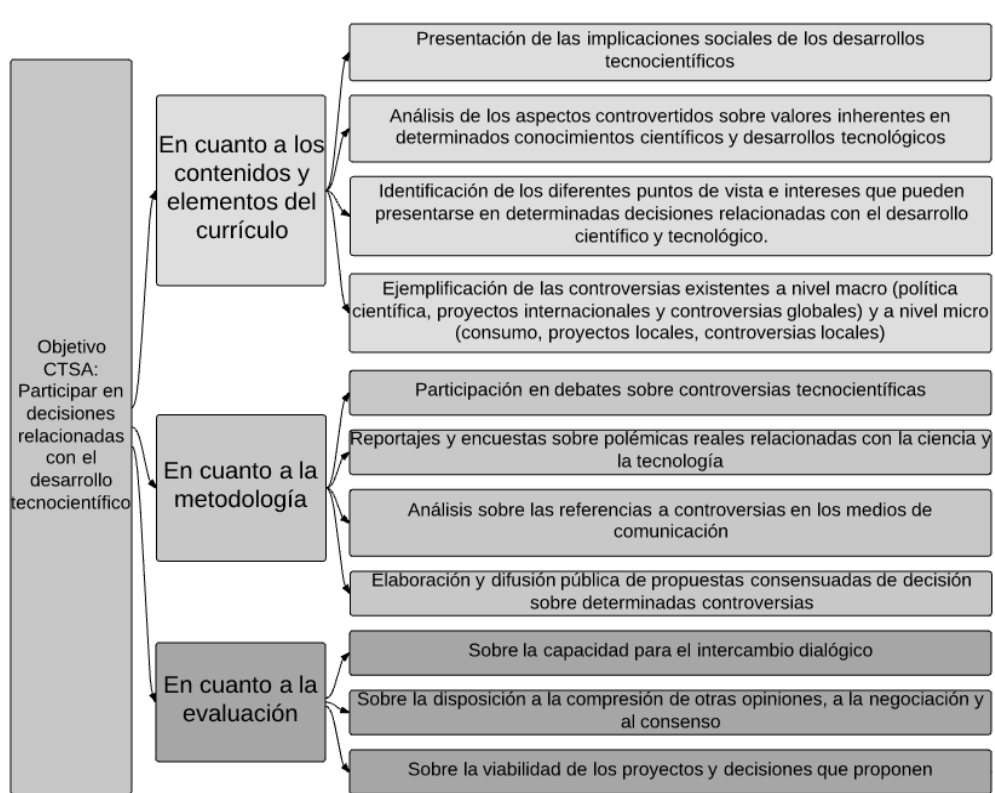 Objetivo
CTSA:
Participar en
decisiones
relacionadas
con el
desarrollo
tecnocientífico
En cuanto a los
contenidos y
elementos del
currículo
Presentación de las implicaciones sociales de los desarrollos
tecnocientíficos
Análisis de los aspectos controvertidos sobre valores inherentes en
determinados conocimientos científicos y desarrollos tecnológicos
Identificación de los diferentes puntos de vista e intereses que pueden
presentarse en determinadas decisiones relacionadas con el desarrollo
científico y tecnológico.
Ejemplificación de las controversias existentes a nivel macro (política
científica, proyectos internacionales y controversias globales) y a nivel micro
(consumo, proyectos locales, controversias locales)
En cuanto a la
metodología
Participación en debates sobre controversias tecnocientíficas
Reportajes y encuestas sobre polémicas reales relacionadas con la ciencia y
la tecnología
Análisis sobre las referencias a controversias en los medios de
comunicación
Elaboración y difusión pública de propuestas consensuadas de decisión
sobre determinadas controversias
En cuanto a la
evaluación
Sobre la capacidad para el intercambio dialógico
Sobre la disposición a la compresión de otras opiniones, a la negociación y
al consenso
Sobre la viabilidad de los proyectos y decisiones que proponen